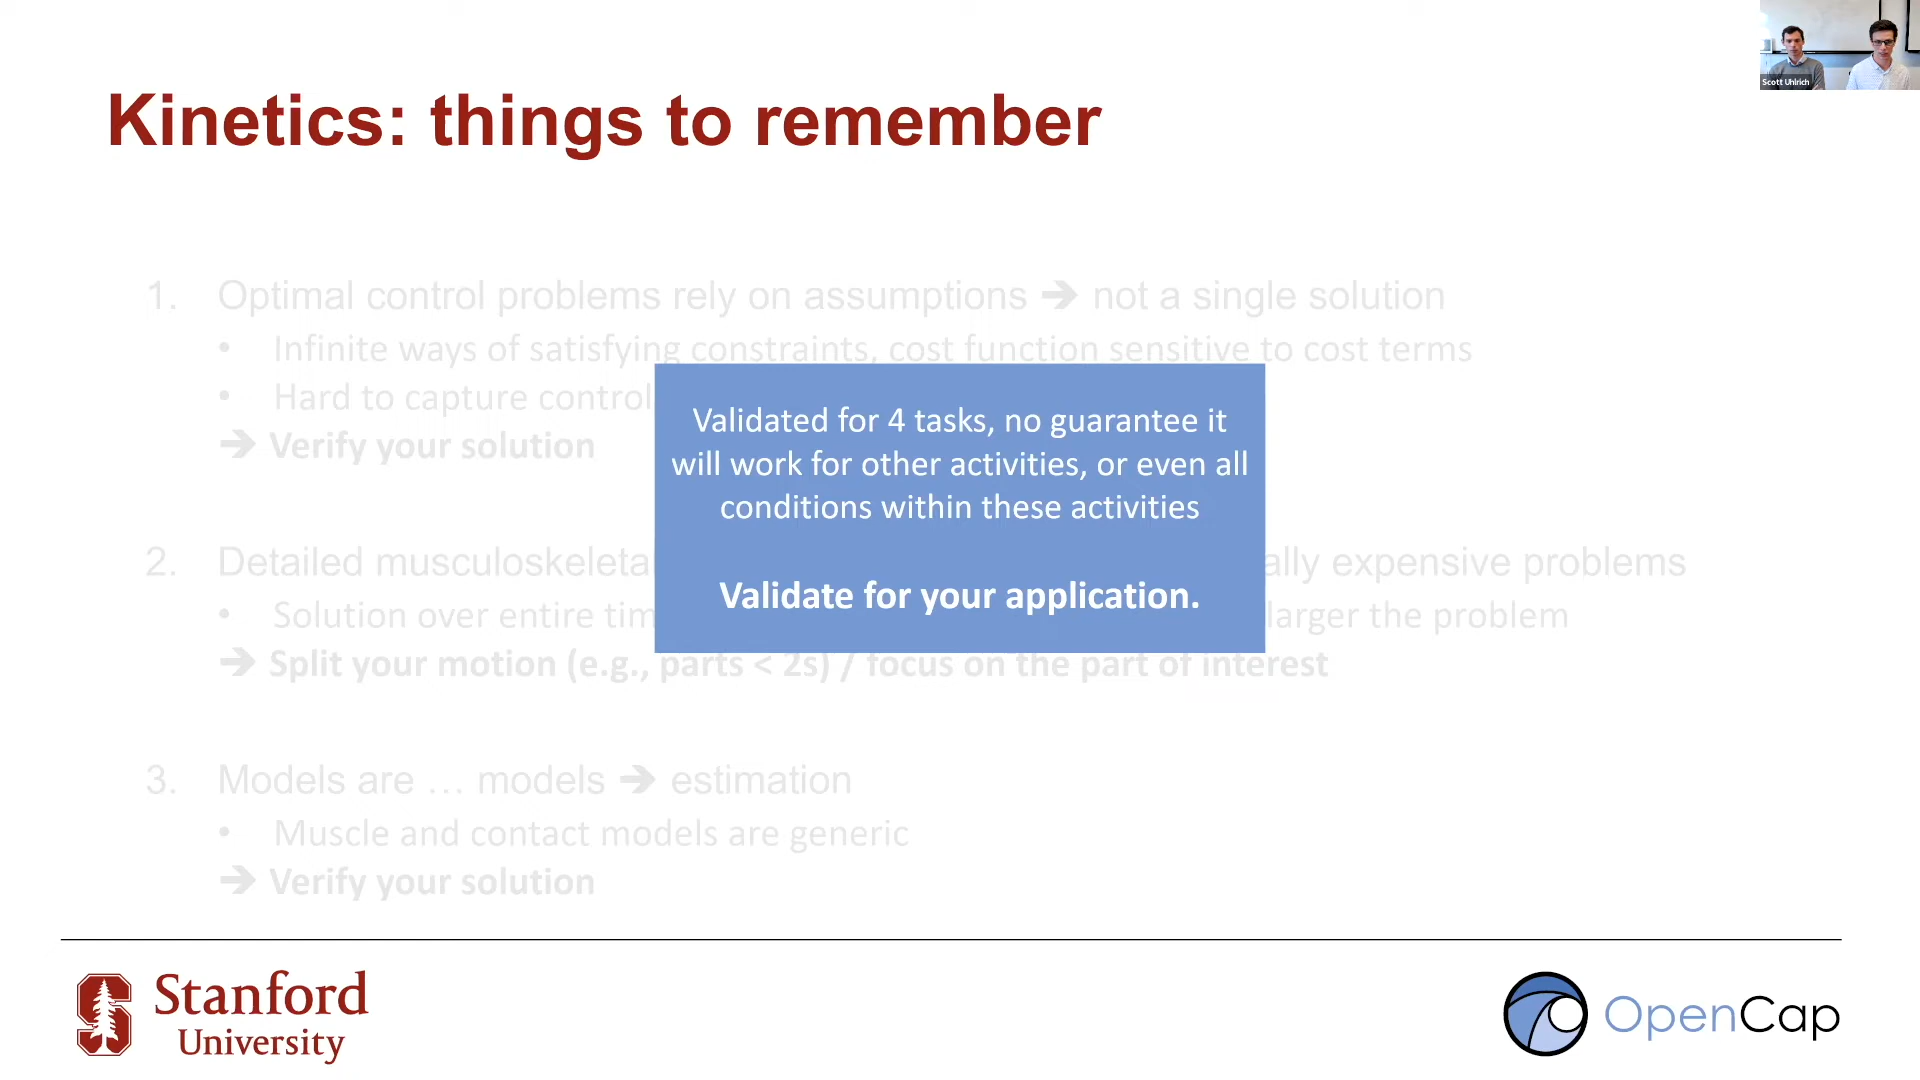 Scott Uhlrich
Kinetics: things to remember
1. Optimal control problems rely on assumptions ➔ not a single solution
• Infinite ways of satisfying constraints, cost function sensitive to cost terms
• Hard to capture control
➔ Verify your solution
Validated for 4 tasks, no guarantee it
will work for other activities, or even all
conditions within these activities
Validate for your application.
2. Detailed musculoskeleta ally expensive problems
• Solution over entire tim larger the problem
➔ Split your motion (e.g., parts < 2s) / focus on the part of interest
3. Models are … models ➔ estimation
• Muscle and contact models are generic
➔ Verify your solution
Stanford
University
OpenCap